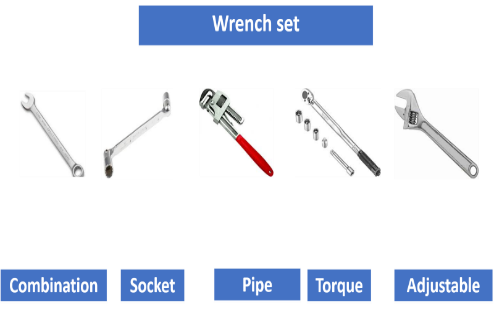 Wrench set
Combination
Socket
Pipe
Torque
Adjustable